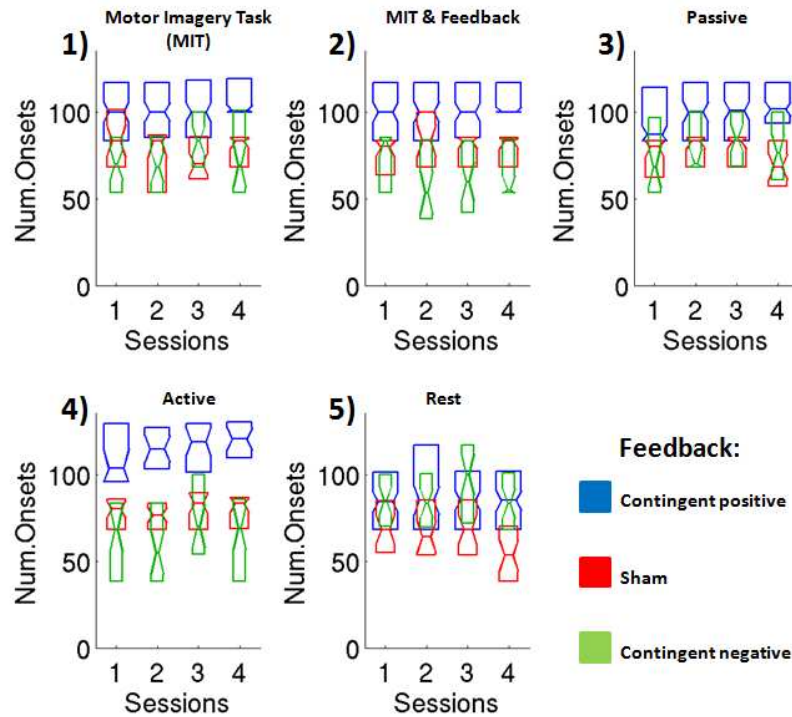 1)
Motor Imagery Task
(MIT)
Num.Onsets
100
50
0
1 2 3 4
Sessions
2)
MIT & Feedback
Num.Onsets
100
50
0
1 2 3 4
Sessions
3)
Passive
Num.Onsets
100
50
0
1 2 3 4
Sessions
4)
Active
Num.Onsets
100
50
0
1 2 3 4
Sessions
5)
Rest
Num.Onsets
100
50
0
1 2 3 4
Sessions
Feedback:
Contingent positive
Sham
Contingent negative